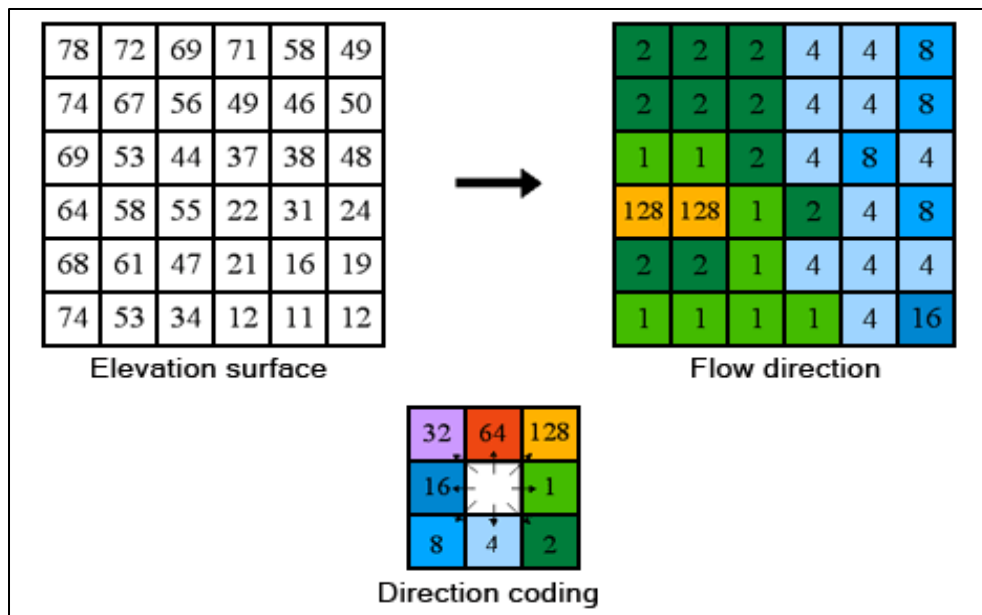 78 72 69 71 58 49 2 2 2 4 4 8
74 67 56 49 46 50 2 2 2 4 4 8
69 53 44 37 38 48 1 1 2 4 8 4
64 58 55 22 31 24 128 128 1 2 4 8
68 61 47 21 16 19 2 2 1 4 4 4
74 53 34 12 11 12 1 1 1 1 4 16
Elevation surface Flow direction
32 64 128
16 1
8 4 2
Direction coding